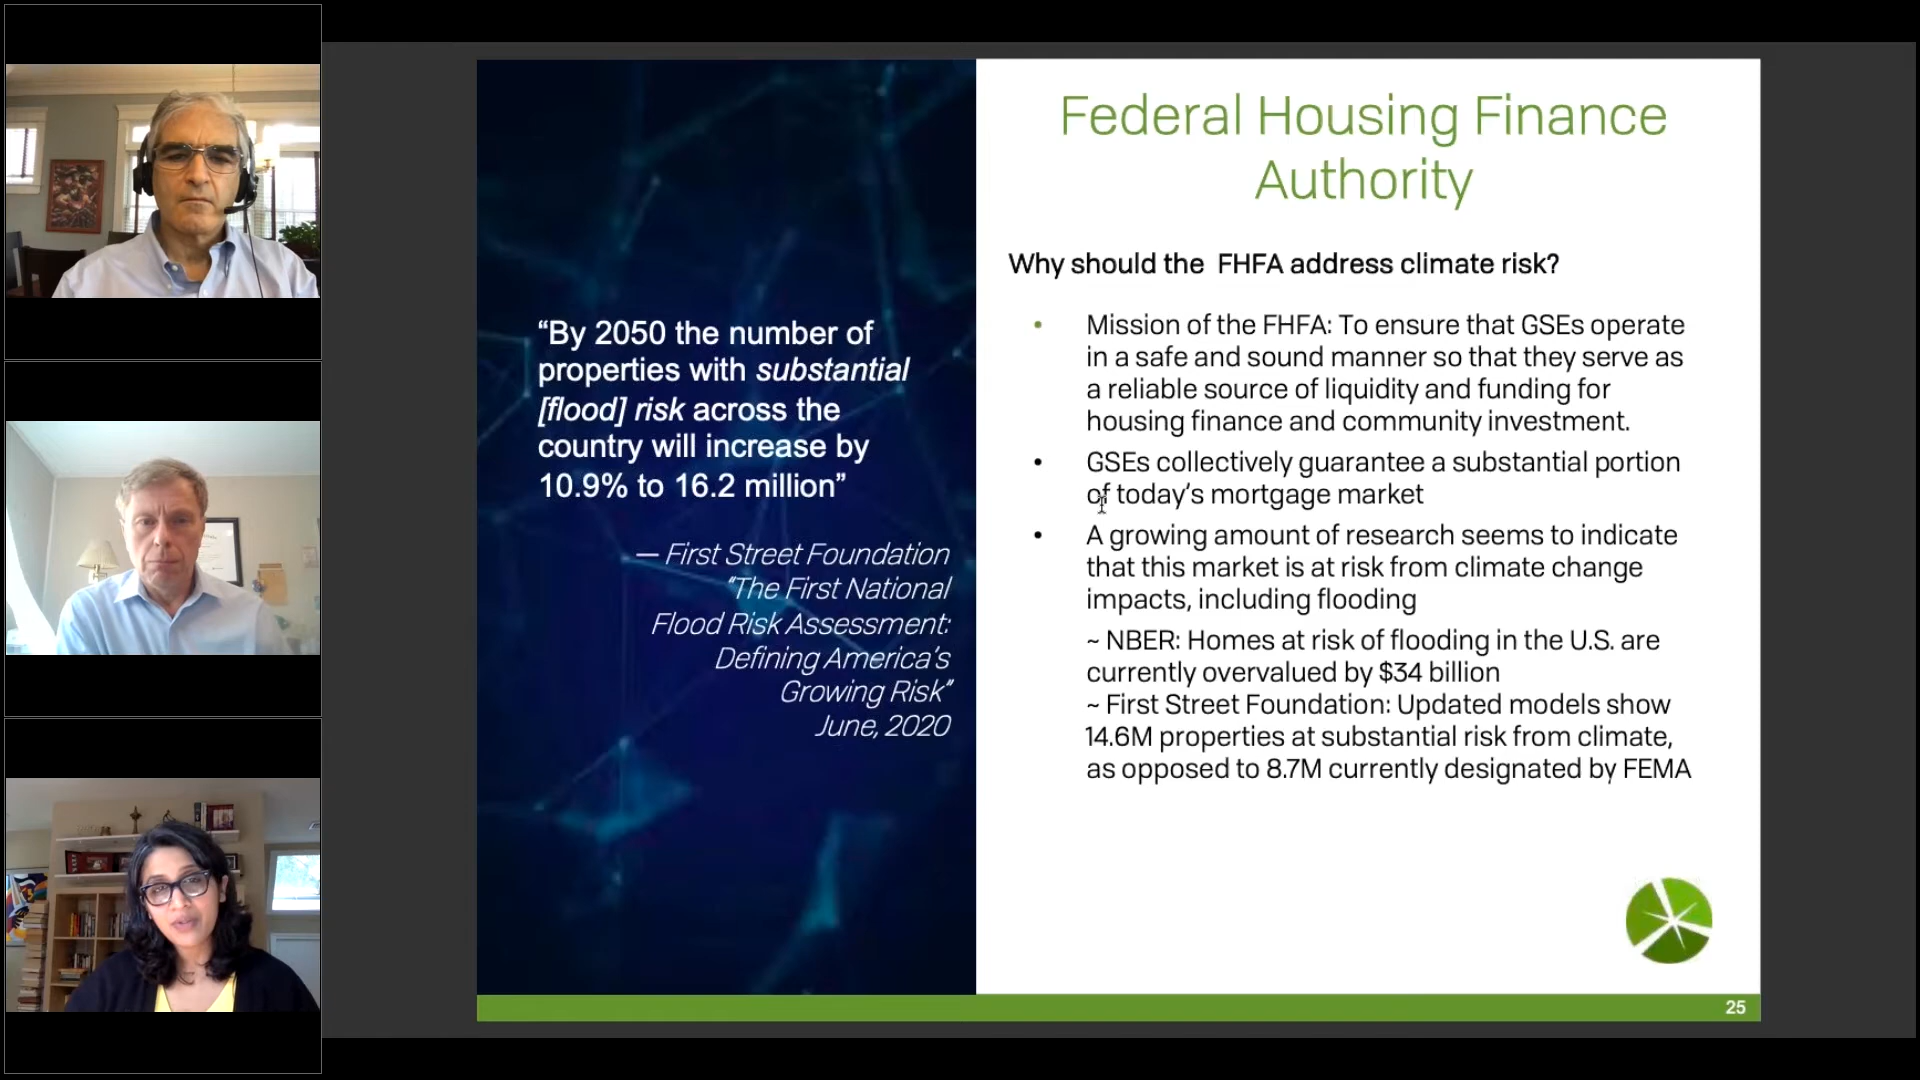 “By 2050 the number of
properties with substantial
[flood] risk across the
country will increase by
10.9% to 16.2 million”
— First Street Foundation
“The First National
Flood Risk Assessment:
Defining America’s
Growing Risk”
June, 2020
Federal Housing Finance
Authority
Why should the FHFA address climate risk?
• Mission of the FHFA: To ensure that GSEs operate
in a safe and sound manner so that they serve as
a reliable source of liquidity and funding for
housing finance and community investment.
• GSEs collectively guarantee a substantial portion
of today’s mortgage market
• A growing amount of research seems to indicate
that this market is at risk from climate change
impacts, including flooding
~ NBER: Homes at risk of flooding in the U.S. are
currently overvalued by $34 billion
~ First Street Foundation: Updated models show
14.6M properties at substantial risk from climate,
as opposed to 8.7M currently designated by FEMA
25